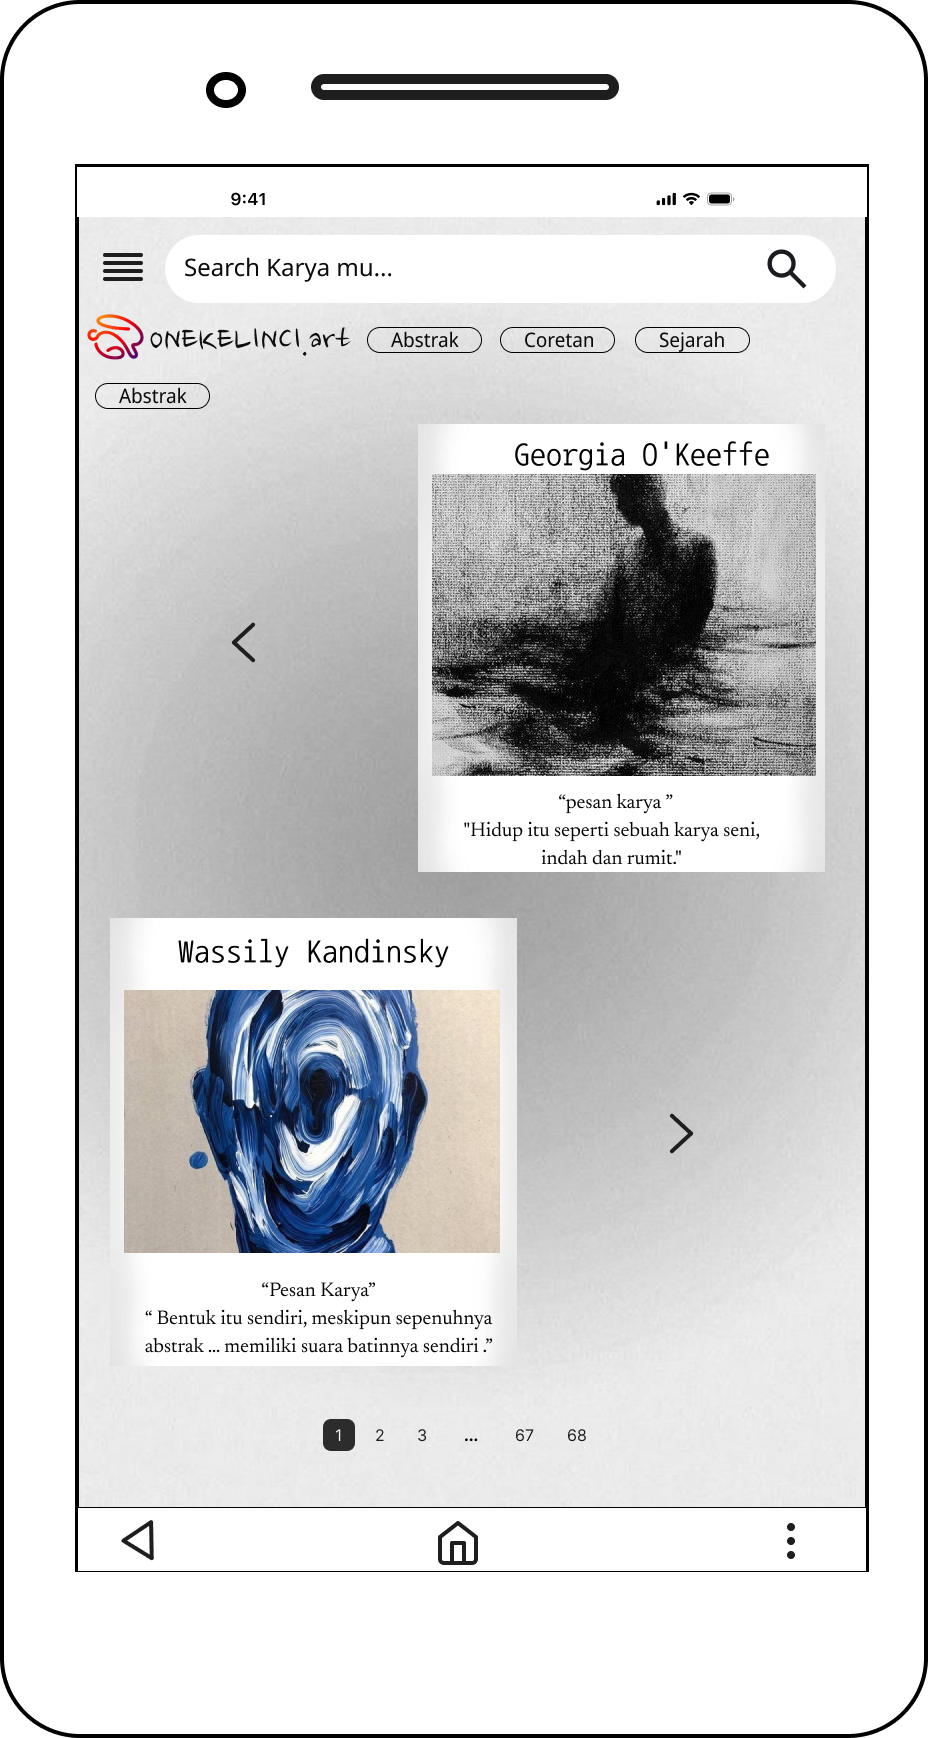 9:41
Search Karya mu...
ONEKELINCI.art
Abstrak
Coretan
Sejarah
Abstrak
Georgia O'Keeffe
“pesan karya ”
"Hidup itu seperti sebuah karya seni,
indah dan rumit."
Wassily Kandinsky
“Pesan Karya”
“ Bentuk itu sendiri, meskipun sepenuhnya
abstrak ... memiliki suara batinnya sendiri .”
1 2 3 ... 67 68